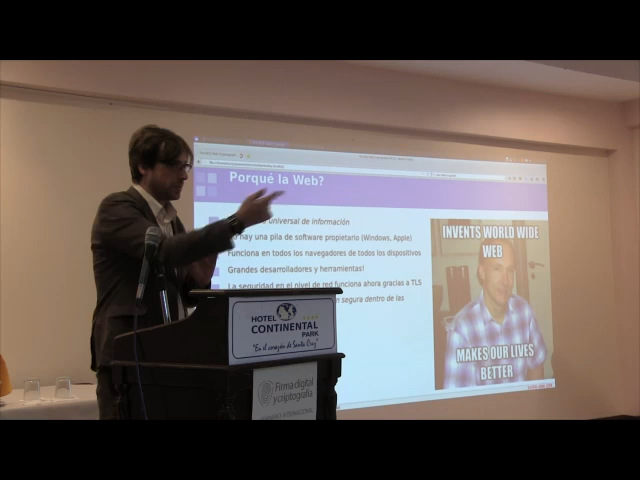 Porqué la Web?
universal de información
hay una pila de software propietario (Windows, Apple)
Funciona en todos los navegadores de todos los dispositivos
Grandes desarrolladores y herramientas!
La seguridad en el nivel de red funciona ahora gracias a TLS
segura dentro de las
INVENTS WORLD WIDE
WEB
MAKES OUR LIVES
BETTER
HOTEL
CONTINENTAL
PARK
"En el corazón de Santa Cruz"
Firma digital
y criptografía